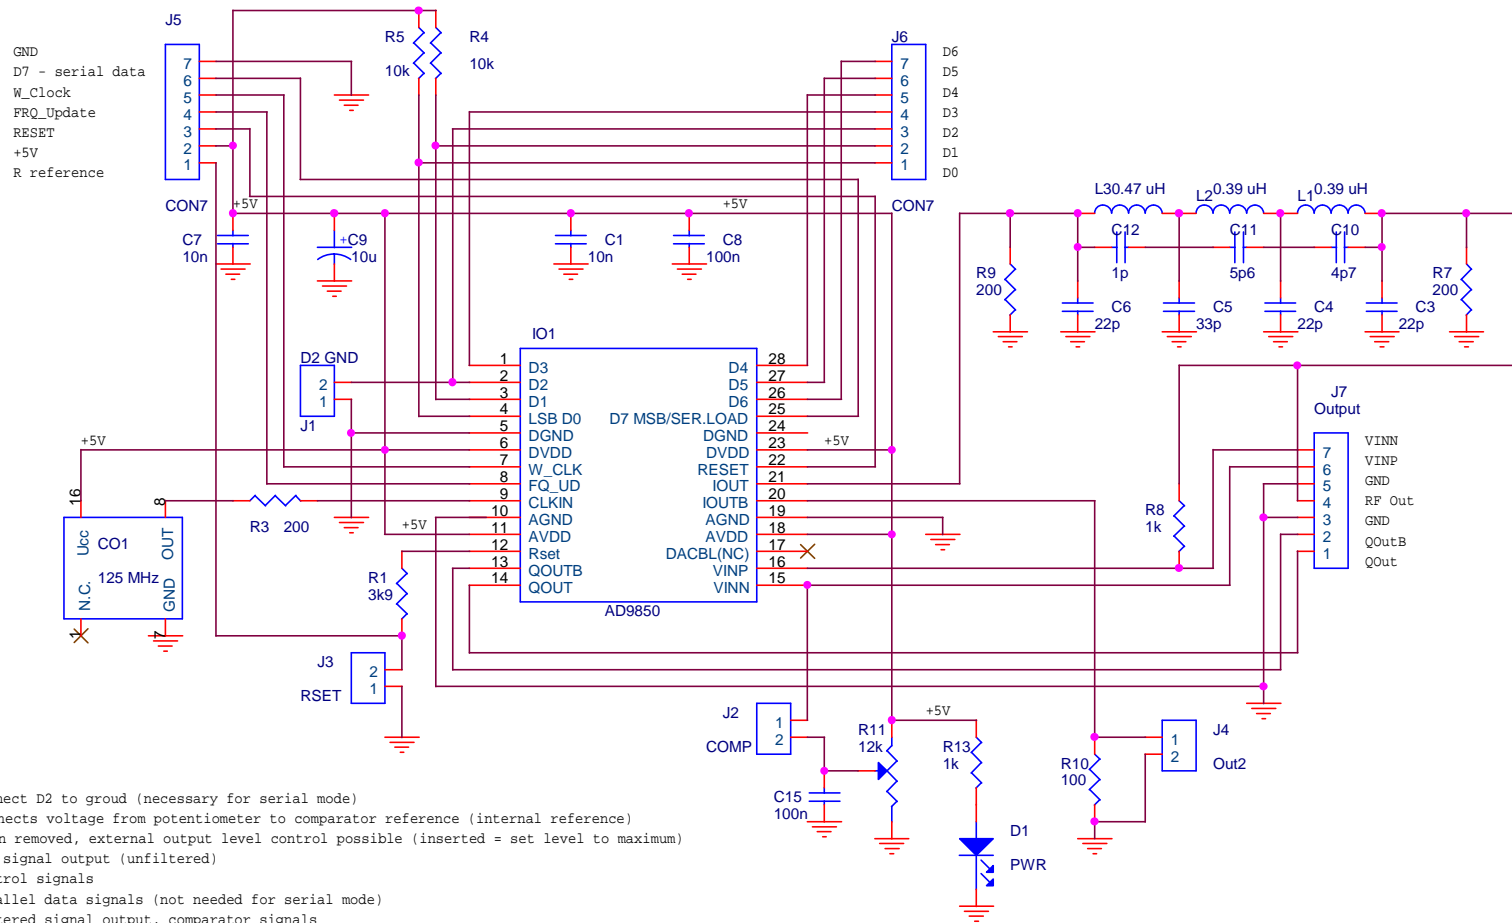 J5
GND
D7 - serial data
W_Clock
FRQ_Update
RESET
+5V
R reference
7
6
5
4
3
2
1
CON7
R5
10k
R4
10k
J6
7
6
5
4
3
2
1
D6
D5
D4
D3
D2
D1
D0
CON7
+5V
+5V
C7
10n
+C9
10u
C1
10n
C8
100n
L30.47 uH
L2 0.39 uH
L1 0.39 uH
C12
1p
C11
5p6
C10
4p7
R9
200
C6
22p
C5
33p
C4
22p
C3
22p
R7
200
IO1
1 D3
2 D2
3 D1
4 LSB D0
5 DGND
6 DVDD
7 W_CLK
8 FQ_UD
9 CLKIN
10 AGND
11 AVDD
12 Rset
13 QOUTB
14 QOUT
D4 28
D5 27
D6 26
D7 MSB/SER.LOAD 25
DGND 24
DVDD 23
RESET 22
IOUT 21
IOUTB 20
AGND 19
AVDD 18
DACBL(NC) 17
VINP 16
VINN 15
AD9850
D2 GND
2
1
J1
+5V
+5V
+5V
16
8
Ucc
CO1
OUT
125 MHz
N.C.
GND
1
7
R3 200
R1
3k9
J3
2
1
RSET
R8
1k
J7
Output
7
6
5
4
3
2
1
VINN
VINP
GND
RF Out
GND
QOutB
QOut
J2
1
2
COMP
R11
12k
+5V
R13
1k
C15
100n
D1
PWR
R10
100
J4
1
2
Out2
nect D2 to groud (necessary for serial mode)
nects voltage from potentiometer to comparator reference (internal reference)
n removed, external output level control possible (inserted = set level to maximum)
signal output (unfiltered)
trol signals
allel data signals (not needed for serial mode)
tered signal output, comparator signals